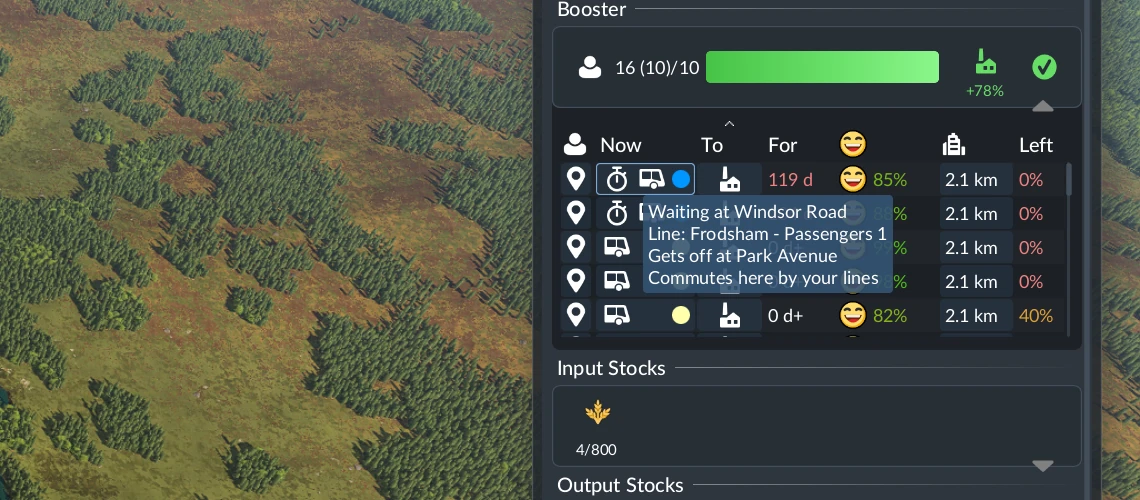 Booster
16 (10)/10
+78%
Now To For Left
119 d 85% 2.1 km 0%
2.1 km 0%
2.1 km 0%
2.1 km 0%
0 d+ 82% 2.1 km 40%
Waiting at Windsor Road
Line: Frodsham - Passengers 1
Gets off at Park Avenue
Commutes here by your lines
Input Stocks
4/800
Output Stocks